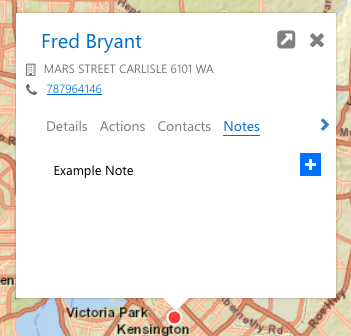 Fred Bryant
MARS STREET CARLISLE 6101 WA
787964146
Details Actions Contacts Notes
Example Note
Victoria Park
Kensington